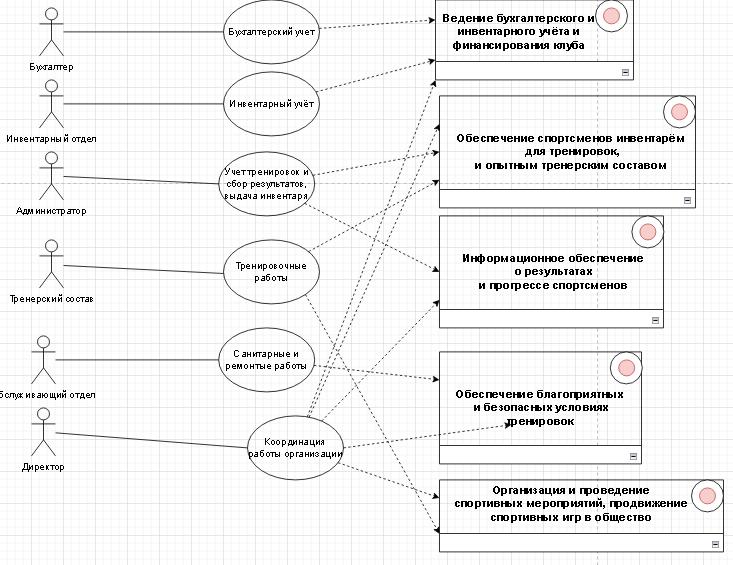 Бухгалтер
Бухгалтерский учет
Ведение бухгалтерского и
инвентарного учёта и
финансирования клуба
Инвентарный отдел
Инвентарный учёт
Обеспечение спортсменов инвентарём
для тренировок,
и опытным тренерским составом
Администратор
Учет тренировок и
сбор результатов,
выдача инвентаря
Информационное обеспечение
о результатах
и прогрессе спортсменов
Тренерский состав
Тренировочные
работы
бслуживающий отдел
Санитарные и
ремонтые работы
Обеспечение благоприятных
и безопасных условиях
тренировок
Директор
Координация
работы организации
Организация и проведение
спортивных мероприятий, продвижение
спортивных игр в общество